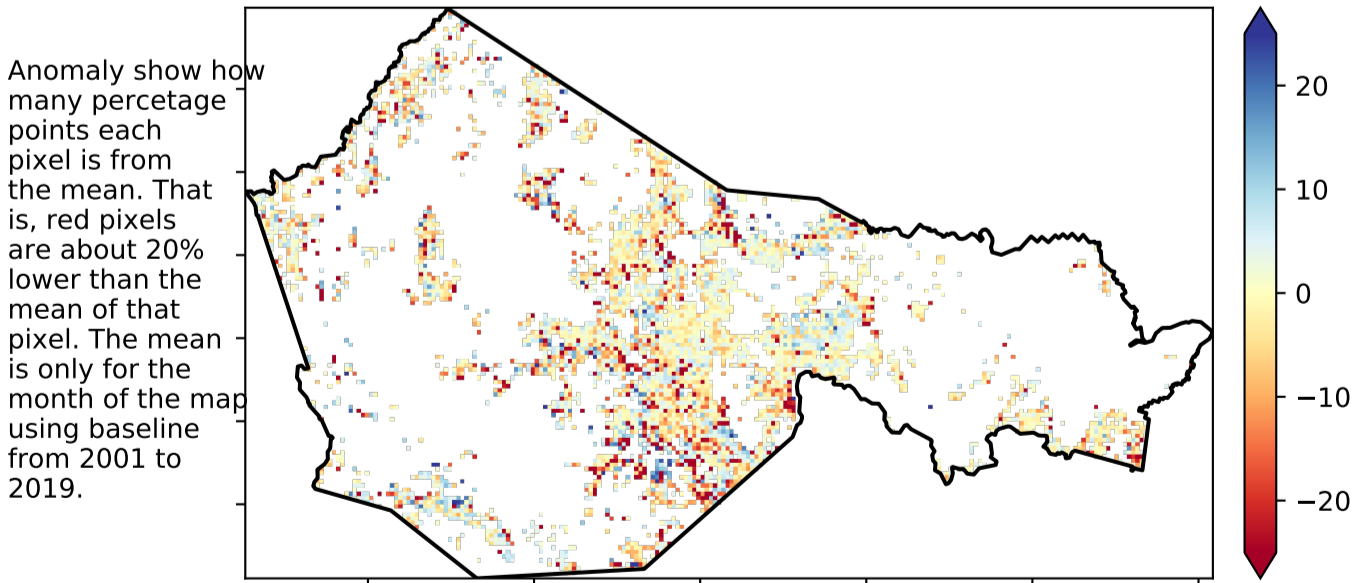 Anomaly show how
many percetage
points each
pixel is from
the mean. That
is, red pixels
are about 20%
lower than the
mean of that
pixel. The mean
is only for the
month of the map
using baseline
from 2001 to
2019.
20
10
0
−10
−20